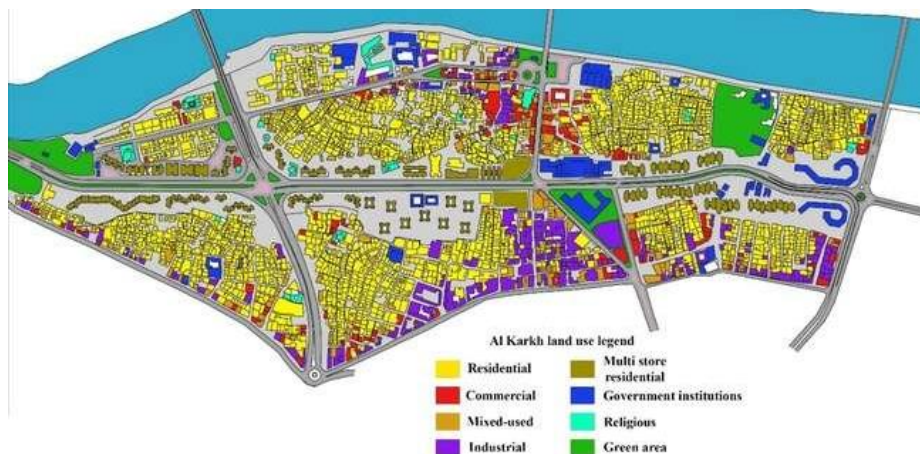 Al Karkh land use legend
Residential
Commercial
Mixed-used
Industrial
Multi store
residential
Government institutions
Religious
Green area